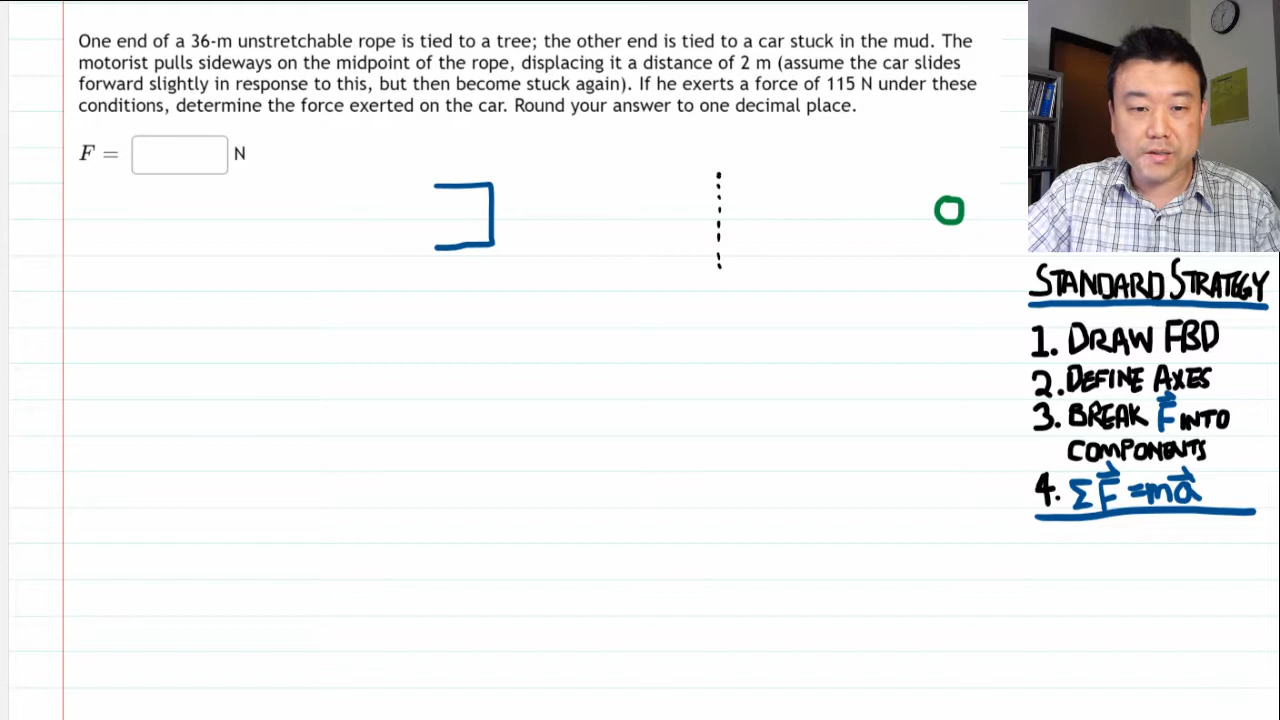 One end of a 36-m unstretchable rope is tied to a tree; the other end is tied to a car stuck in the mud. The
motorist pulls sideways on the midpoint of the rope, displacing it a distance of 2 m (assume the car slides
forward slightly in response to this, but then become stuck again). If he exerts a force of 115 N under these
conditions, determine the force exerted on the car. Round your answer to one decimal place.
F = N
STANDARD STRATEGY
1. DRAW FBD
2. DEFINE AXES
3. BREAK F⃗ INTO
COMPONENTS
4. ΣF⃗ = ma⃗